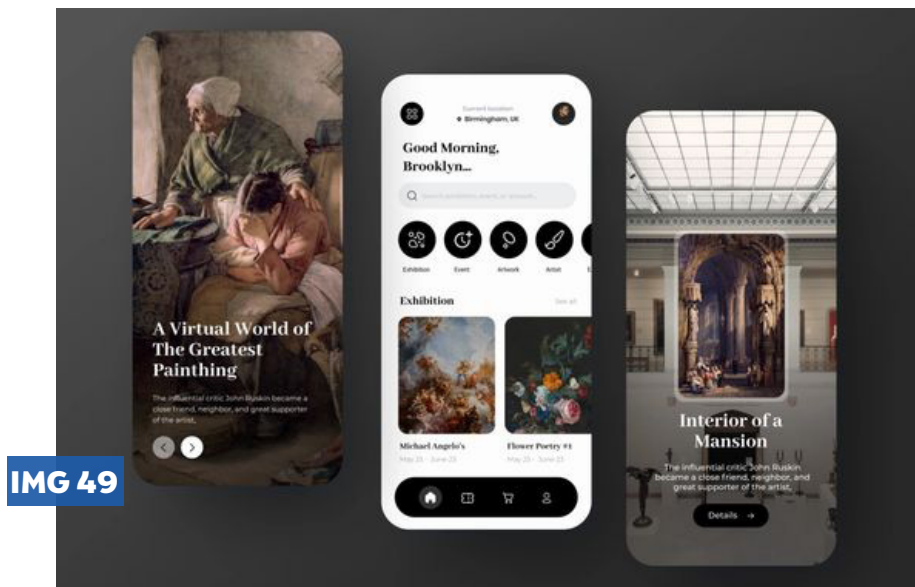 A Virtual World of
The Greatest
Painthing
The influential critic John Ruskin became a
close friend, neighbor, and great supporter
of the artist,
Current location
Birmingham, UK
Good Morning,
Brooklyn...
Exhibition Event Artwork Artist
Exhibition See all
Michael Angelo's Flower Poetry #1
May 23 - June 23 May 23 - June 23
Interior of a
Mansion
The influential critic John Ruskin
became a close friend, neighbor, and
great supporter of the artist,
Details
IMG 49